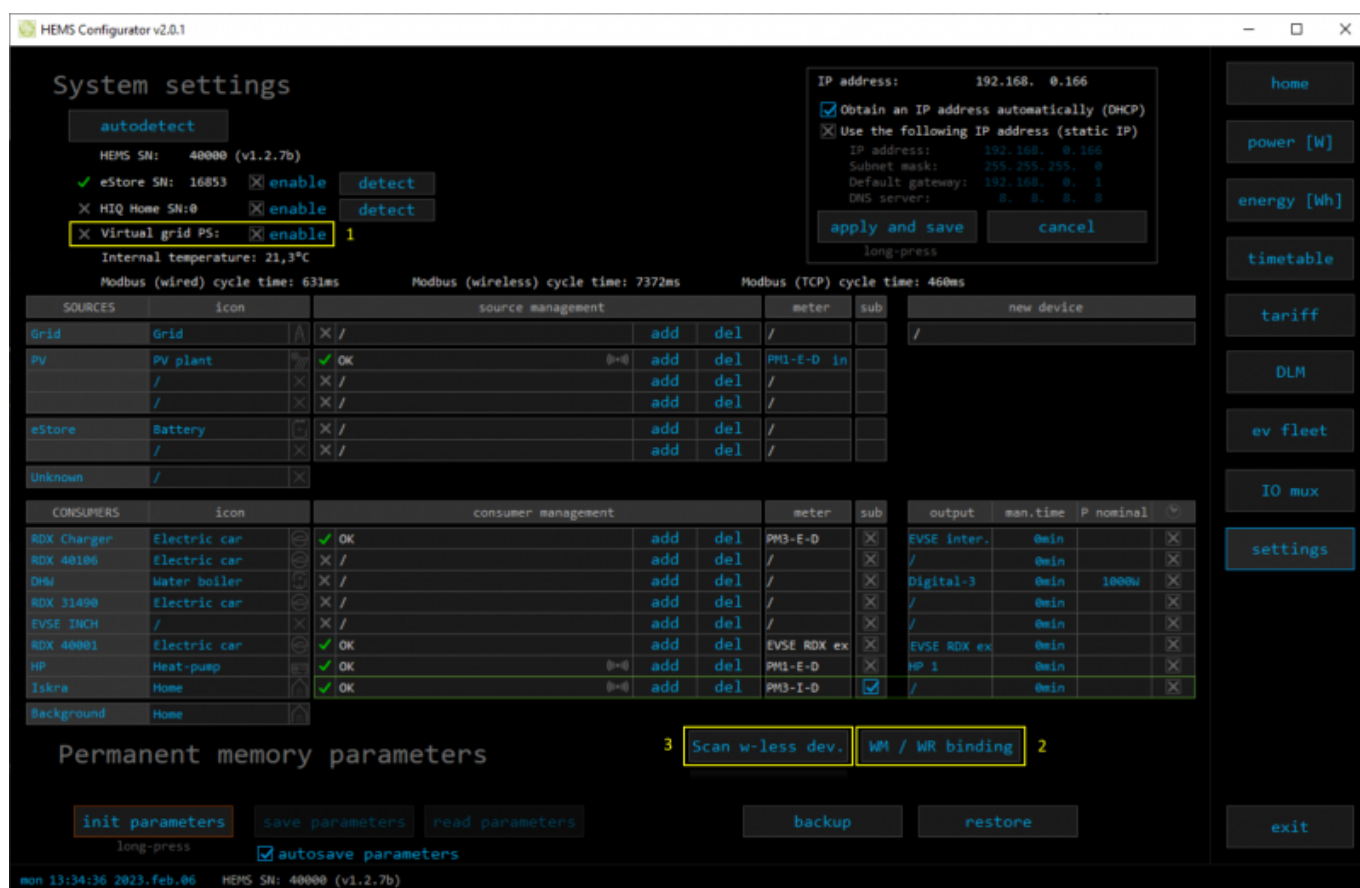 HEMS Configurator v2.0.1
System settings
autodetect
HEMS SN: 40000 (v1.2.7b)
eStore SN: 16853 enable detect
HIQ Home SN:0 enable detect
Virtual grid PS: enable 1
Internal temperature: 21,3°C
Modbus (wired) cycle time: 631ms Modbus (wireless) cycle time: 7372ms Modbus (TCP) cycle time: 460ms
IP address: 192.168. 0.166
Obtain an IP address automatically (DHCP)
Use the following IP address (static IP)
IP address: 192.168. 0.166
Subnet mask: 255.255.255. 0
Default gateway: 192.168. 0. 1
DNS server: 8. 8. 8. 8
apply and save cancel
long-press
home
power [W]
energy [Wh]
timetable
tariff
DLM
ev fleet
IO mux
settings
exit
SOURCES icon source management meter sub new device
Grid Grid / add del / /
PV PV plant OK add del PM1-E-D in
/ / add del /
/ / add del /
eStore Battery / add del /
/ / add del /
Unknown /
CONSUMERS icon consumer management meter sub output man.time P nominal
RDX Charger Electric car OK add del PM3-E-D EVSE inter. 0min
RDX 40106 Electric car / add del / / 0min
DHW Water boiler / add del / Digital-3 0min 1000W
RDX 31490 Electric car / add del / / 0min
EVSE INCH / / add del / / 0min
RDX 40001 Electric car OK add del EVSE RDX ex EVSE RDX ex 0min
HP Heat-pump OK add del PM1-E-D HP 1 0min
Iskra Home OK add del PM3-I-D / 0min
Background Home
Permanent memory parameters
3 Scan w-less dev. WM / WR binding 2
init parameters save parameters read parameters backup restore
long-press
autosave parameters
mon 13:34:36 2023.feb.06 HEMS SN: 40000 (v1.2.7b)